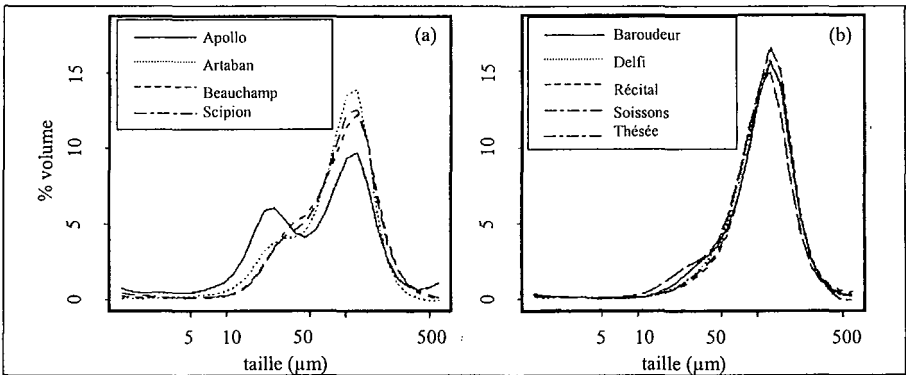 (a)
Apollo
Artaban
Beauchamp
Scipion
% volume
15
10
5
0
5 10 50 500
taille (µm)
(b)
Baroudeur
Delfi
Récital
Soissons
Thésée
15
10
5
0
5 10 50 500
taille (µm)